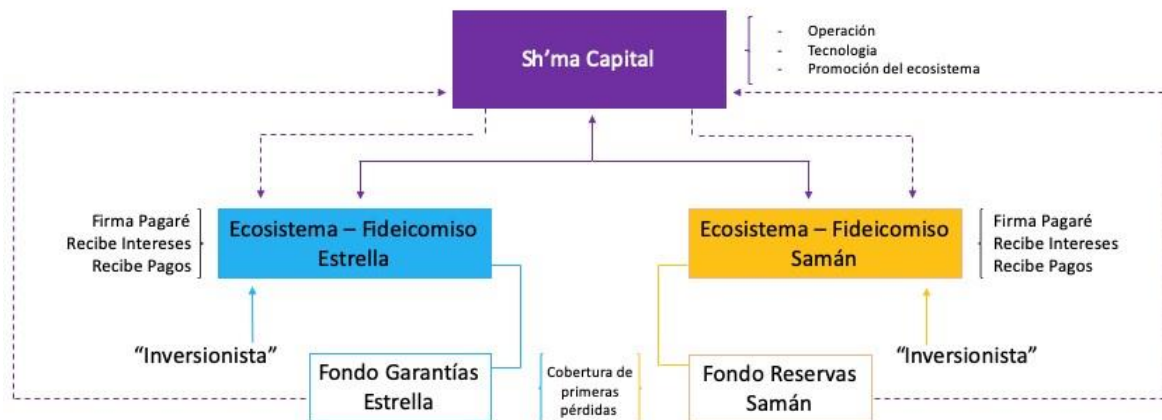 Sh’ma Capital
- Operación
- Tecnologia
- Promoción del ecosistema
Firma Pagaré
Recibe Intereses
Recibe Pagos
Ecosistema – Fideicomiso
Estrella
Ecosistema – Fideicomiso
Samán
Firma Pagaré
Recibe Intereses
Recibe Pagos
“Inversionista”
“Inversionista”
Fondo Garantías
Estrella
Cobertura de
primeras
pérdidas
Fondo Reservas
Samán